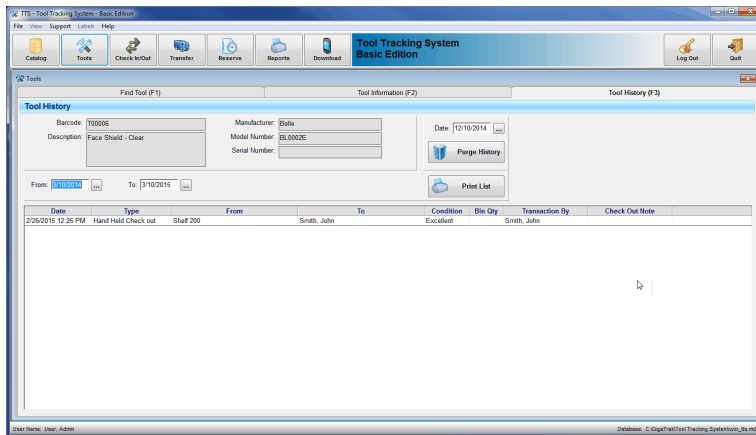 TTS - Tool Tracking System - Basic Edition
File View Support Labels Help
Catalog Tools Check In/Out Transfer Reserve Reports Download Tool Tracking System Basic Edition Log Out Quit
Tools
Find Tool (F1) Tool Information (F2) Tool History (F3)
Tool History
Barcode: T00006 Manufacturer: Bolle Date: 12/10/2014 ...
Description: Face Shield - Clear Model Number: BL0002E
Serial Number: Purge History
From: 3/10/2014 ... To: 3/10/2015 ... Print List
Date Type From To Condition Bin Qty Transaction By Check Out Note
2/26/2015 12:26 PM Hand Held Check out Shelf 200 Smith, John Excellent Smith, John
User Name: User, Admin Database: C:\GigaTrak\Tool Tracking System\win_tts.md